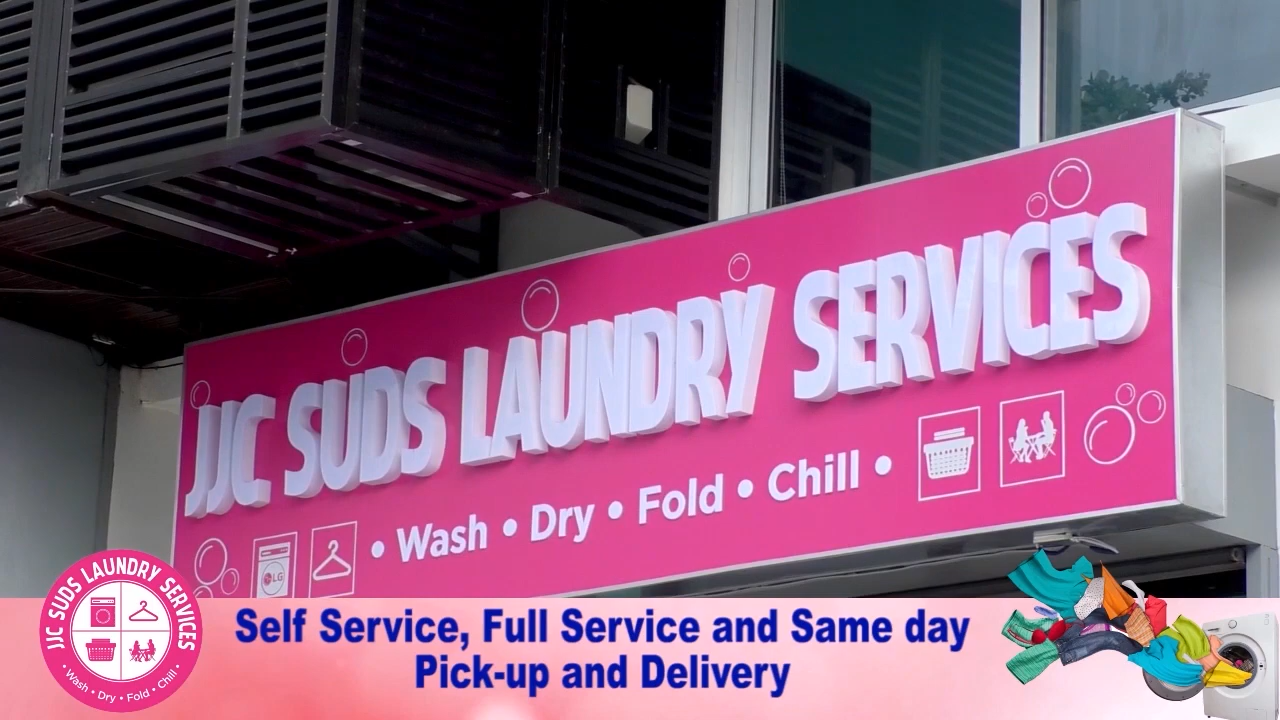 JJC SUDS LAUNDRY SERVICES
• Wash • Dry • Fold • Chill •
LG
JJC SUDS LAUNDRY SERVICES
• Wash • Dry • Fold • Chill •
Self Service, Full Service and Same day
Pick-up and Delivery